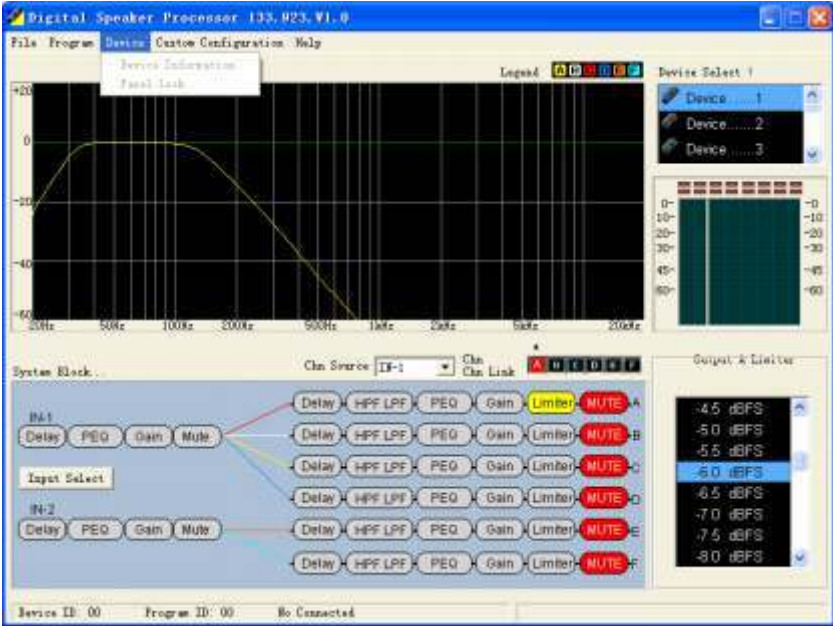 Digital Speaker Processor 133.W23.V1.0
File Program Device Custom Configuration Help
Device Information
Panel Lock
Legend A B C D E F
Device Select !
Device......1
Device......2
Device......3
+20
0
-20
-40
-60
20Hz 50Hz 100Hz 200Hz 500Hz 1kHz 2kHz 5kHz 20kHz
0- -0
10- -10
20- -20
30- -30
45- -45
60- -60
System Block..
Chn Source IN-1
Chn
Chn Link
* A B C D E F
Output & Limiter
IN-1
Delay PEQ Gain Mute
Input Select
IN-2
Delay PEQ Gain Mute
Delay HPF LPF PEQ Gain Limiter MUTE A
Delay HPF LPF PEQ Gain Limiter MUTE B
Delay HPF LPF PEQ Gain Limiter MUTE C
Delay HPF LPF PEQ Gain Limiter MUTE D
Delay HPF LPF PEQ Gain Limiter MUTE E
Delay HPF LPF PEQ Gain Limiter MUTE F
-4.5 dBFS
-5.0 dBFS
-5.5 dBFS
-6.0 dBFS
-6.5 dBFS
-7.0 dBFS
-7.5 dBFS
-8.0 dBFS
Device ID: 00 Program ID: 00 No Connected